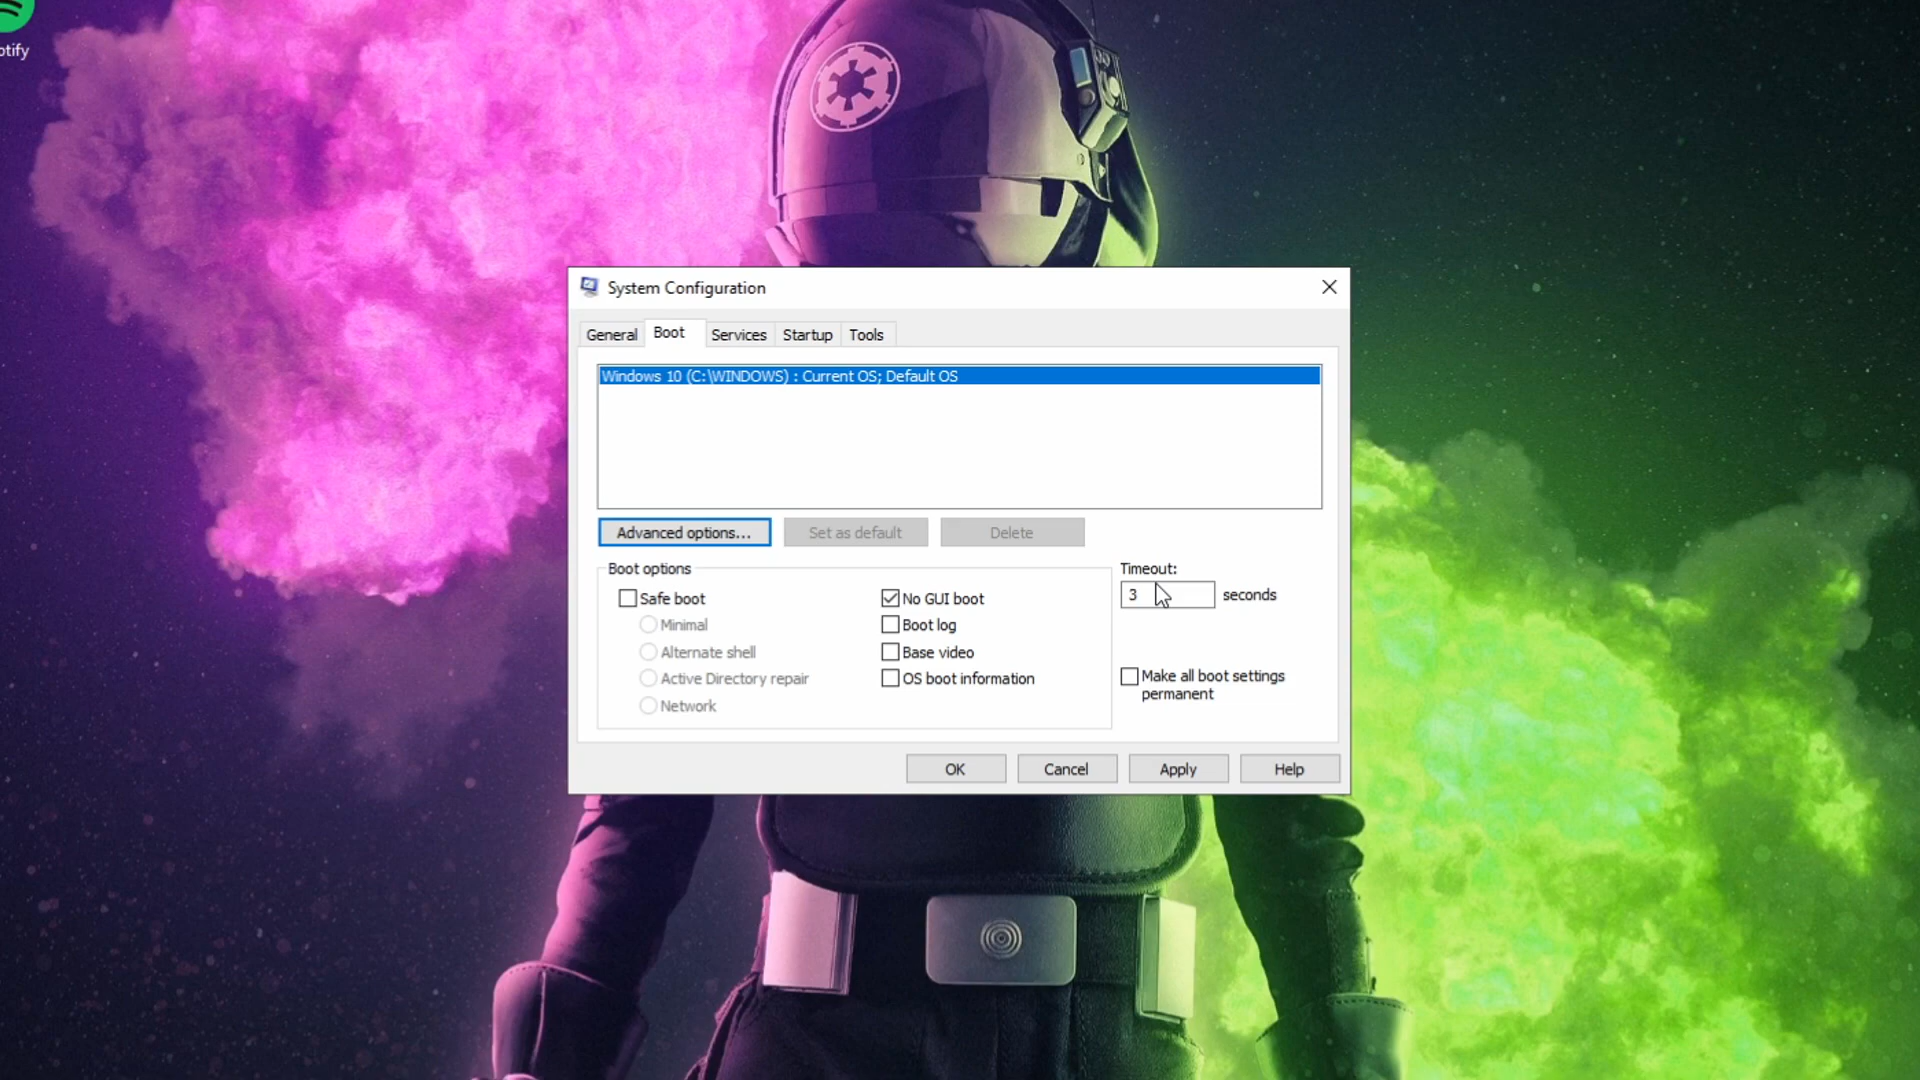 otify
System Configuration
General Boot Services Startup Tools
Windows 10 (C:\WINDOWS) : Current OS; Default OS
Advanced options... Set as default Delete
Boot options
Safe boot
Minimal
Alternate shell
Active Directory repair
Network
No GUI boot
Boot log
Base video
OS boot information
Timeout:
3 seconds
Make all boot settings
permanent
OK Cancel Apply Help